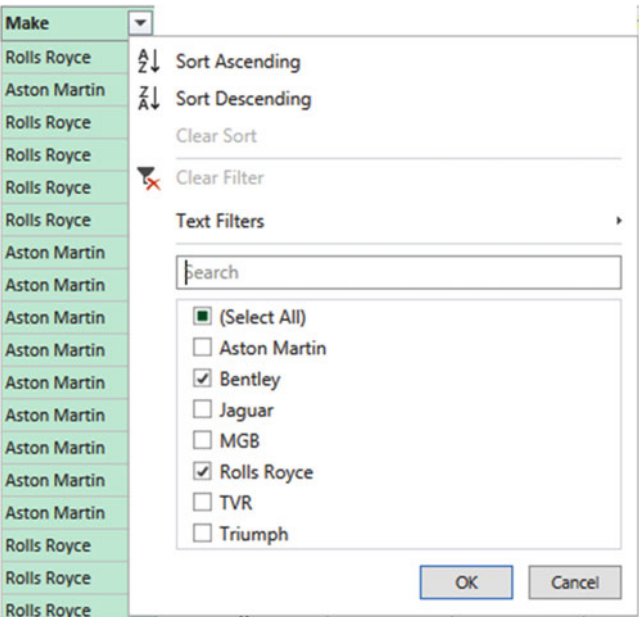 Make
Rolls Royce
Aston Martin
Rolls Royce
Rolls Royce
Rolls Royce
Rolls Royce
Aston Martin
Aston Martin
Aston Martin
Aston Martin
Aston Martin
Aston Martin
Aston Martin
Aston Martin
Aston Martin
Rolls Royce
Rolls Royce
Rolls Royce
Sort Ascending
Sort Descending
Clear Sort
Clear Filter
Text Filters
Search
(Select All)
Aston Martin
Bentley
Jaguar
MGB
Rolls Royce
TVR
Triumph
OK Cancel